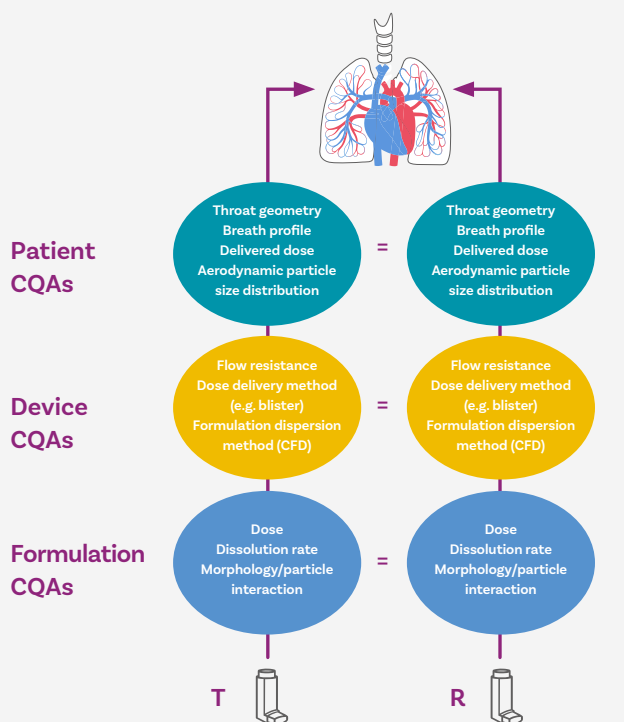 Patient
CQAs
Throat geometry
Breath profile
Delivered dose
Aerodynamic particle
size distribution
=
Throat geometry
Breath profile
Delivered dose
Aerodynamic particle
size distribution
Device
CQAs
Flow resistance
Dose delivery method
(e.g. blister)
Formulation dispersion
method (CFD)
=
Flow resistance
Dose delivery method
(e.g. blister)
Formulation dispersion
method (CFD)
Formulation
CQAs
Dose
Dissolution rate
Morphology/particle
interaction
=
Dose
Dissolution rate
Morphology/particle
interaction
T
R